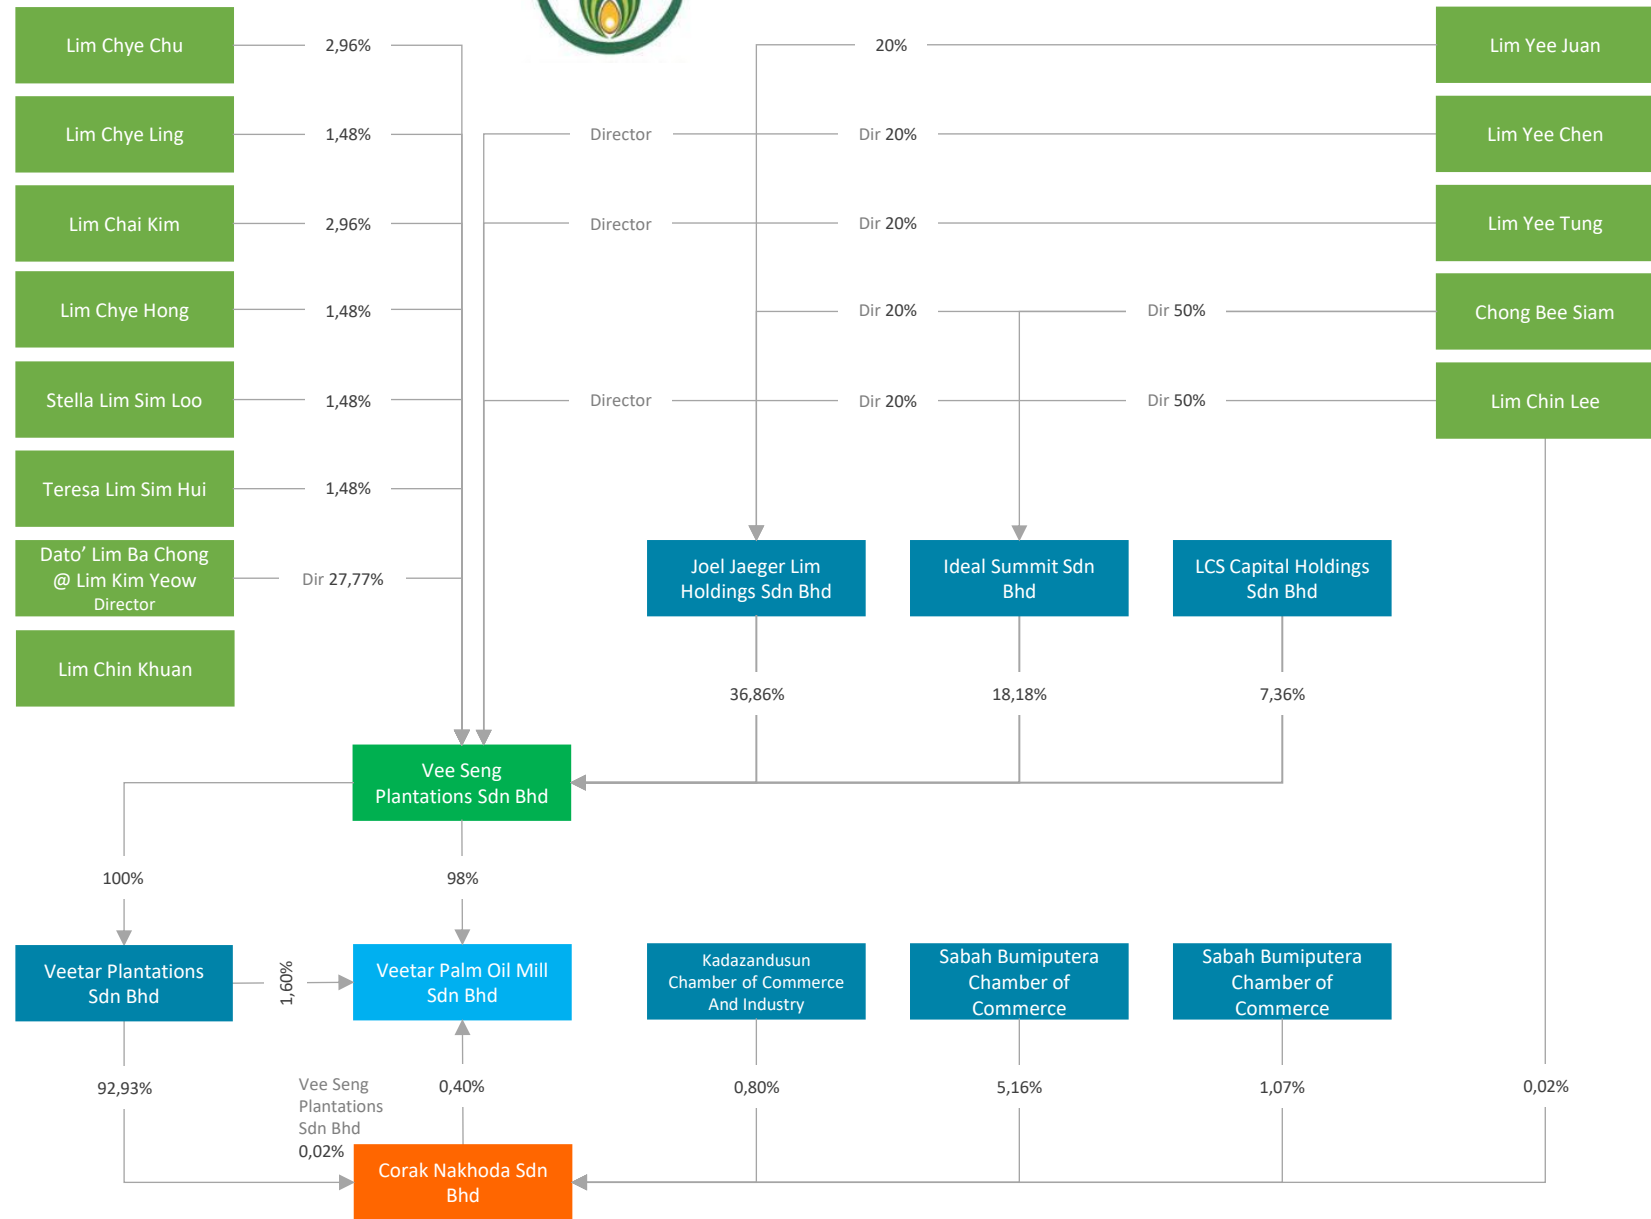 Lim Chye Chu
2,96%
20%
Lim Yee Juan
Lim Chye Ling
1,48%
Director
Dir 20%
Lim Yee Chen
Lim Chai Kim
2,96%
Director
Dir 20%
Lim Yee Tung
Lim Chye Hong
1,48%
Dir 20%
Dir 50%
Chong Bee Siam
Stella Lim Sim Loo
1,48%
Director
Dir 20%
Dir 50%
Lim Chin Lee
Teresa Lim Sim Hui
1,48%
Dato’ Lim Ba Chong
@ Lim Kim Yeow
Director
Dir 27,77%
Joel Jaeger Lim
Holdings Sdn Bhd
Ideal Summit Sdn
Bhd
LCS Capital Holdings
Sdn Bhd
Lim Chin Khuan
36,86%
18,18%
7,36%
Vee Seng
Plantations Sdn Bhd
100%
98%
Veetar Plantations
Sdn Bhd
1,60%
Veetar Palm Oil Mill
Sdn Bhd
Kadazandusun
Chamber of Commerce
And Industry
Sabah Bumiputera
Chamber of
Commerce
Sabah Bumiputera
Chamber of
Commerce
92,93%
Vee Seng
Plantations
Sdn Bhd
0,02%
0,40%
0,80%
5,16%
1,07%
0,02%
Corak Nakhoda Sdn
Bhd